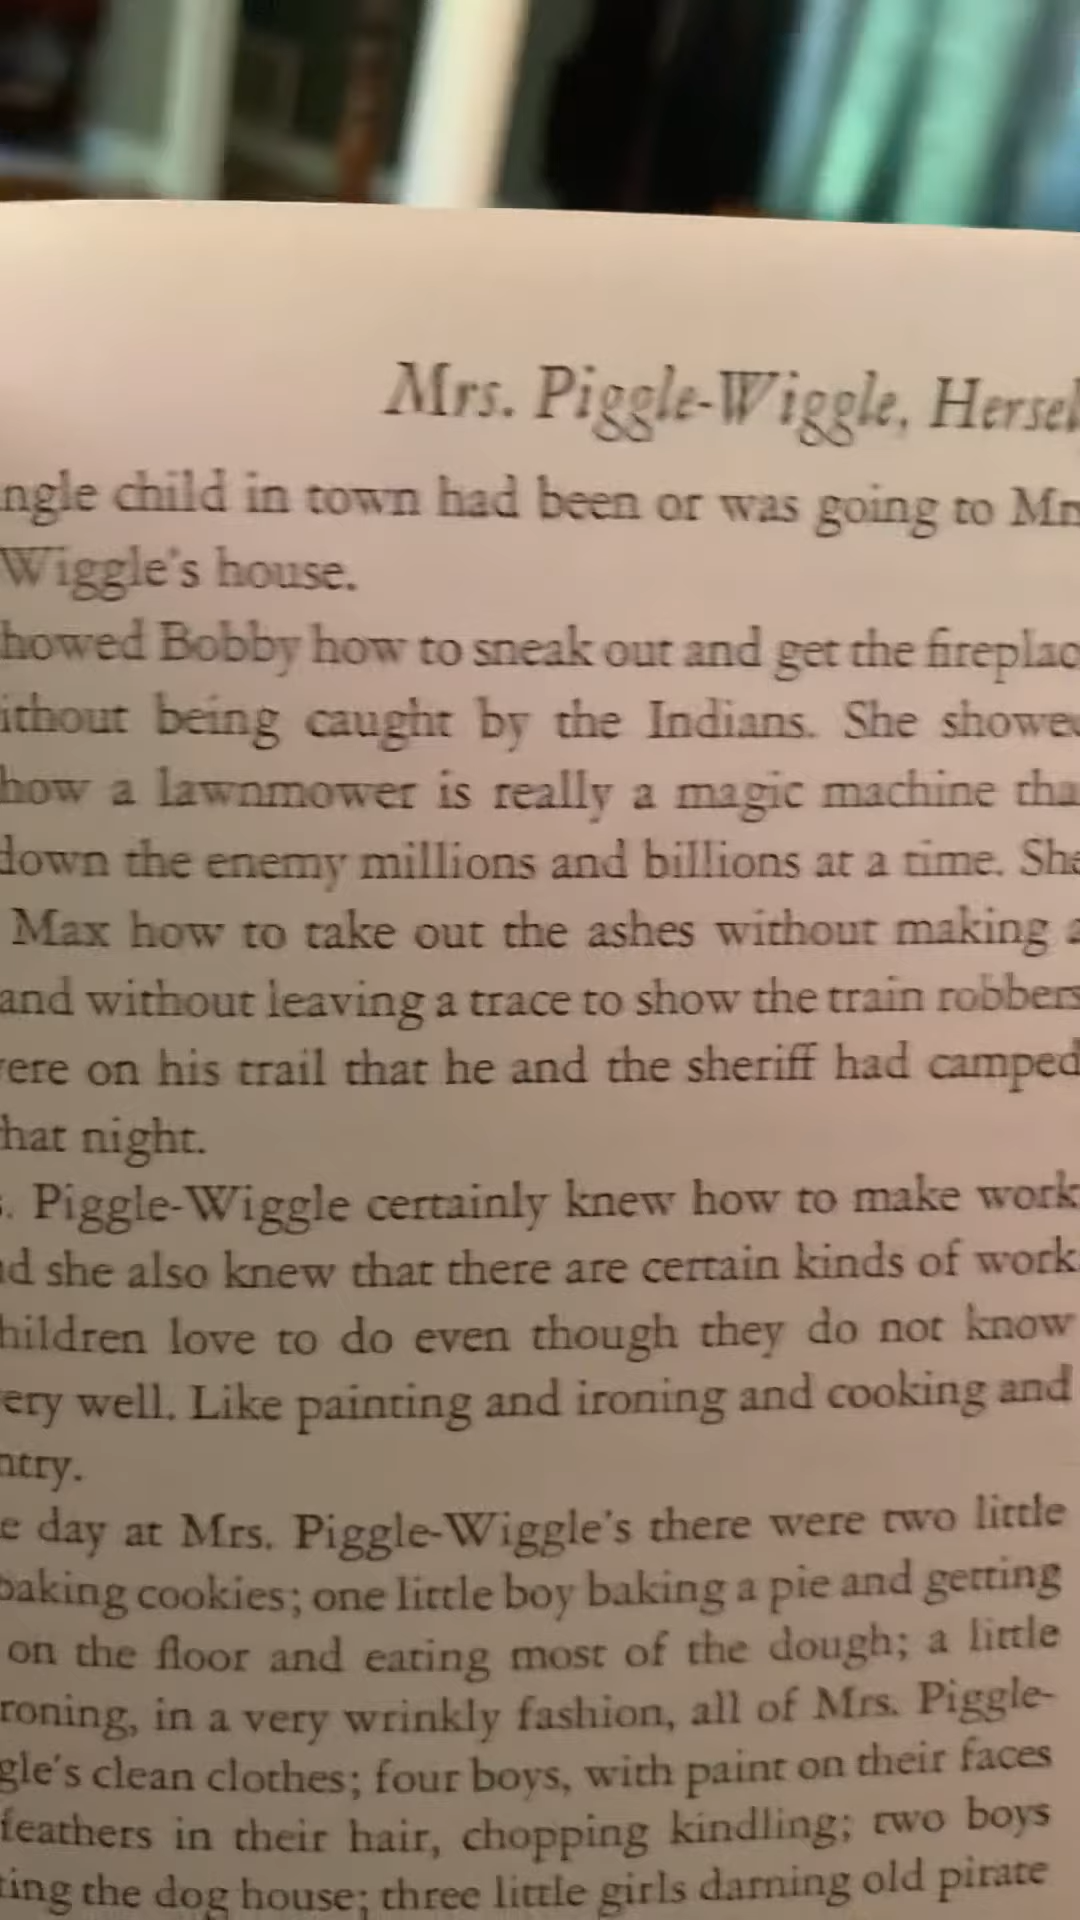 Mrs. Piggle-Wiggle, Hersel
ngle child in town had been or was going to Mr
Wiggle's house.
howed Bobby how to sneak out and get the fireplac
ithout being caught by the Indians. She showed
how a lawnmower is really a magic machine tha
down the enemy millions and billions at a time. She
Max how to take out the ashes without making a
and without leaving a trace to show the train robbers
ere on his trail that he and the sheriff had camped
hat night.
s. Piggle-Wiggle certainly knew how to make work
nd she also knew that there are certain kinds of work
hildren love to do even though they do not know
ery well. Like painting and ironing and cooking and
ntry.
e day at Mrs. Piggle-Wiggle's there were two little
baking cookies; one little boy baking a pie and getting
on the floor and eating most of the dough; a little
roning, in a very wrinkly fashion, all of Mrs. Piggle-
gle's clean clothes; four boys, with paint on their faces
feathers in their hair, chopping kindling; two boys
ting the dog house; three little girls darning old pirate